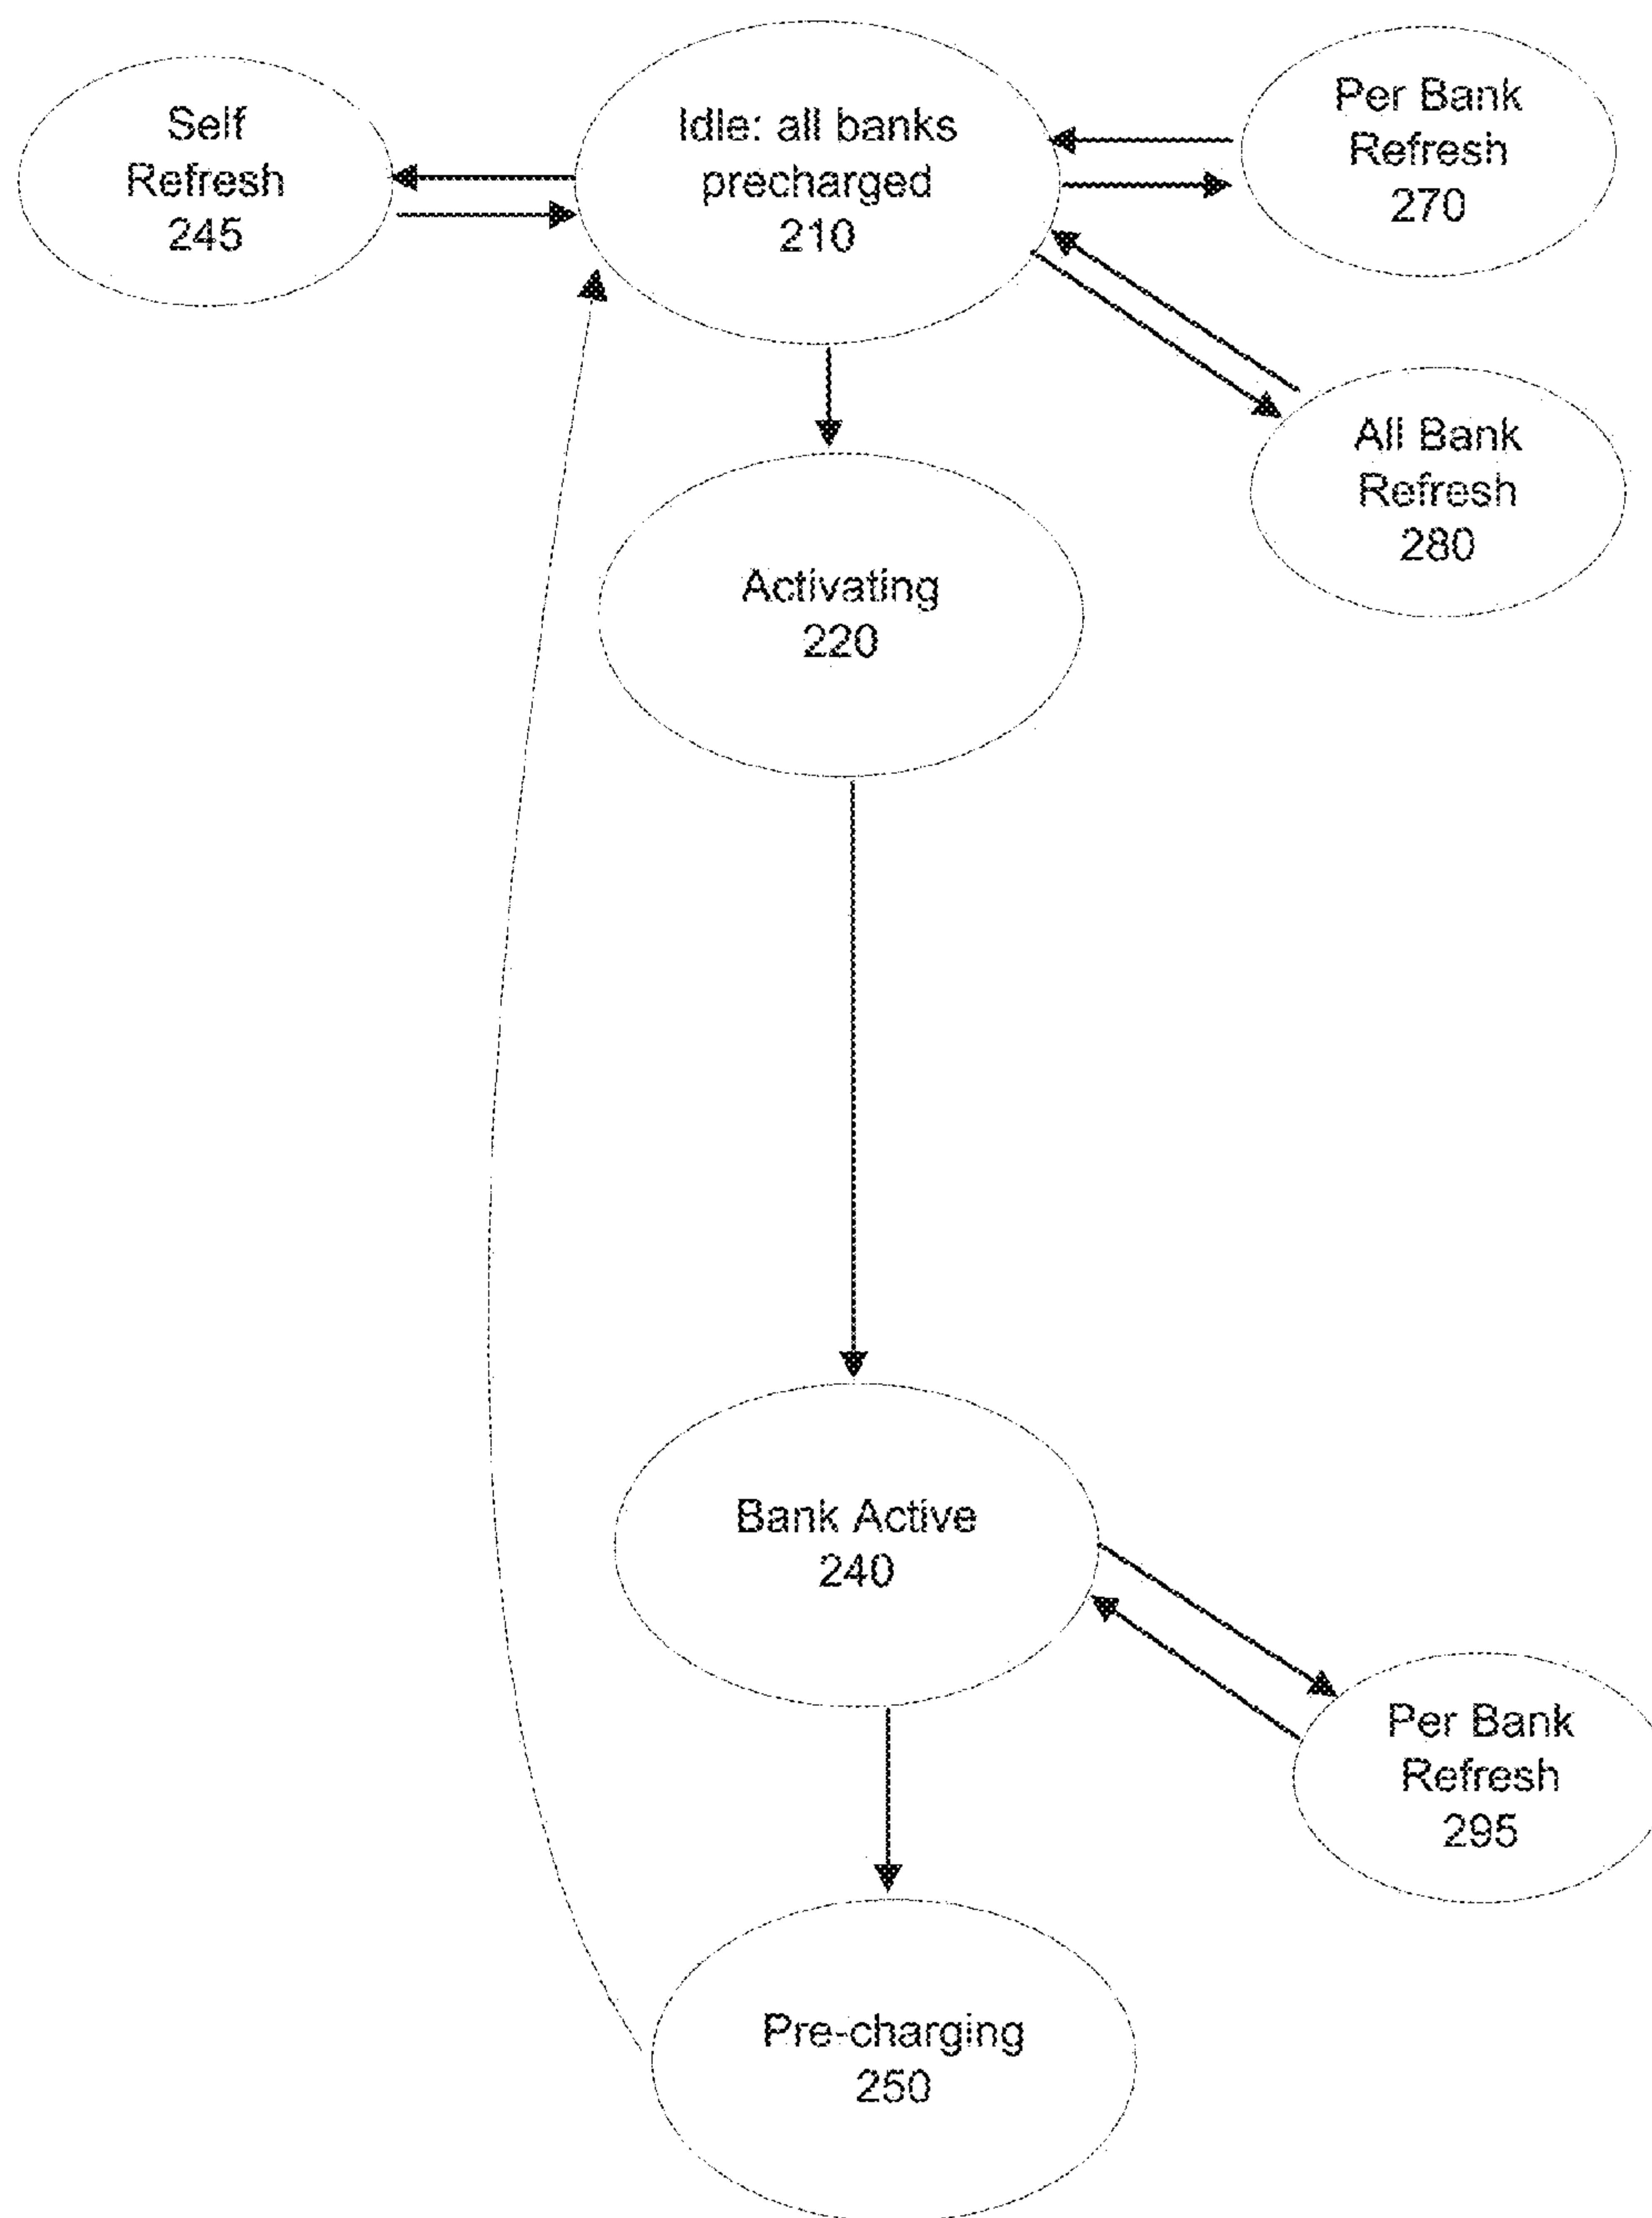 Self
Refresh
245
Idle: all banks
precharged
210
Per Bank
Refresh
270
All Bank
Refresh
280
Activating
220
Bank Active
240
Per Bank
Refresh
295
Pre-charging
250